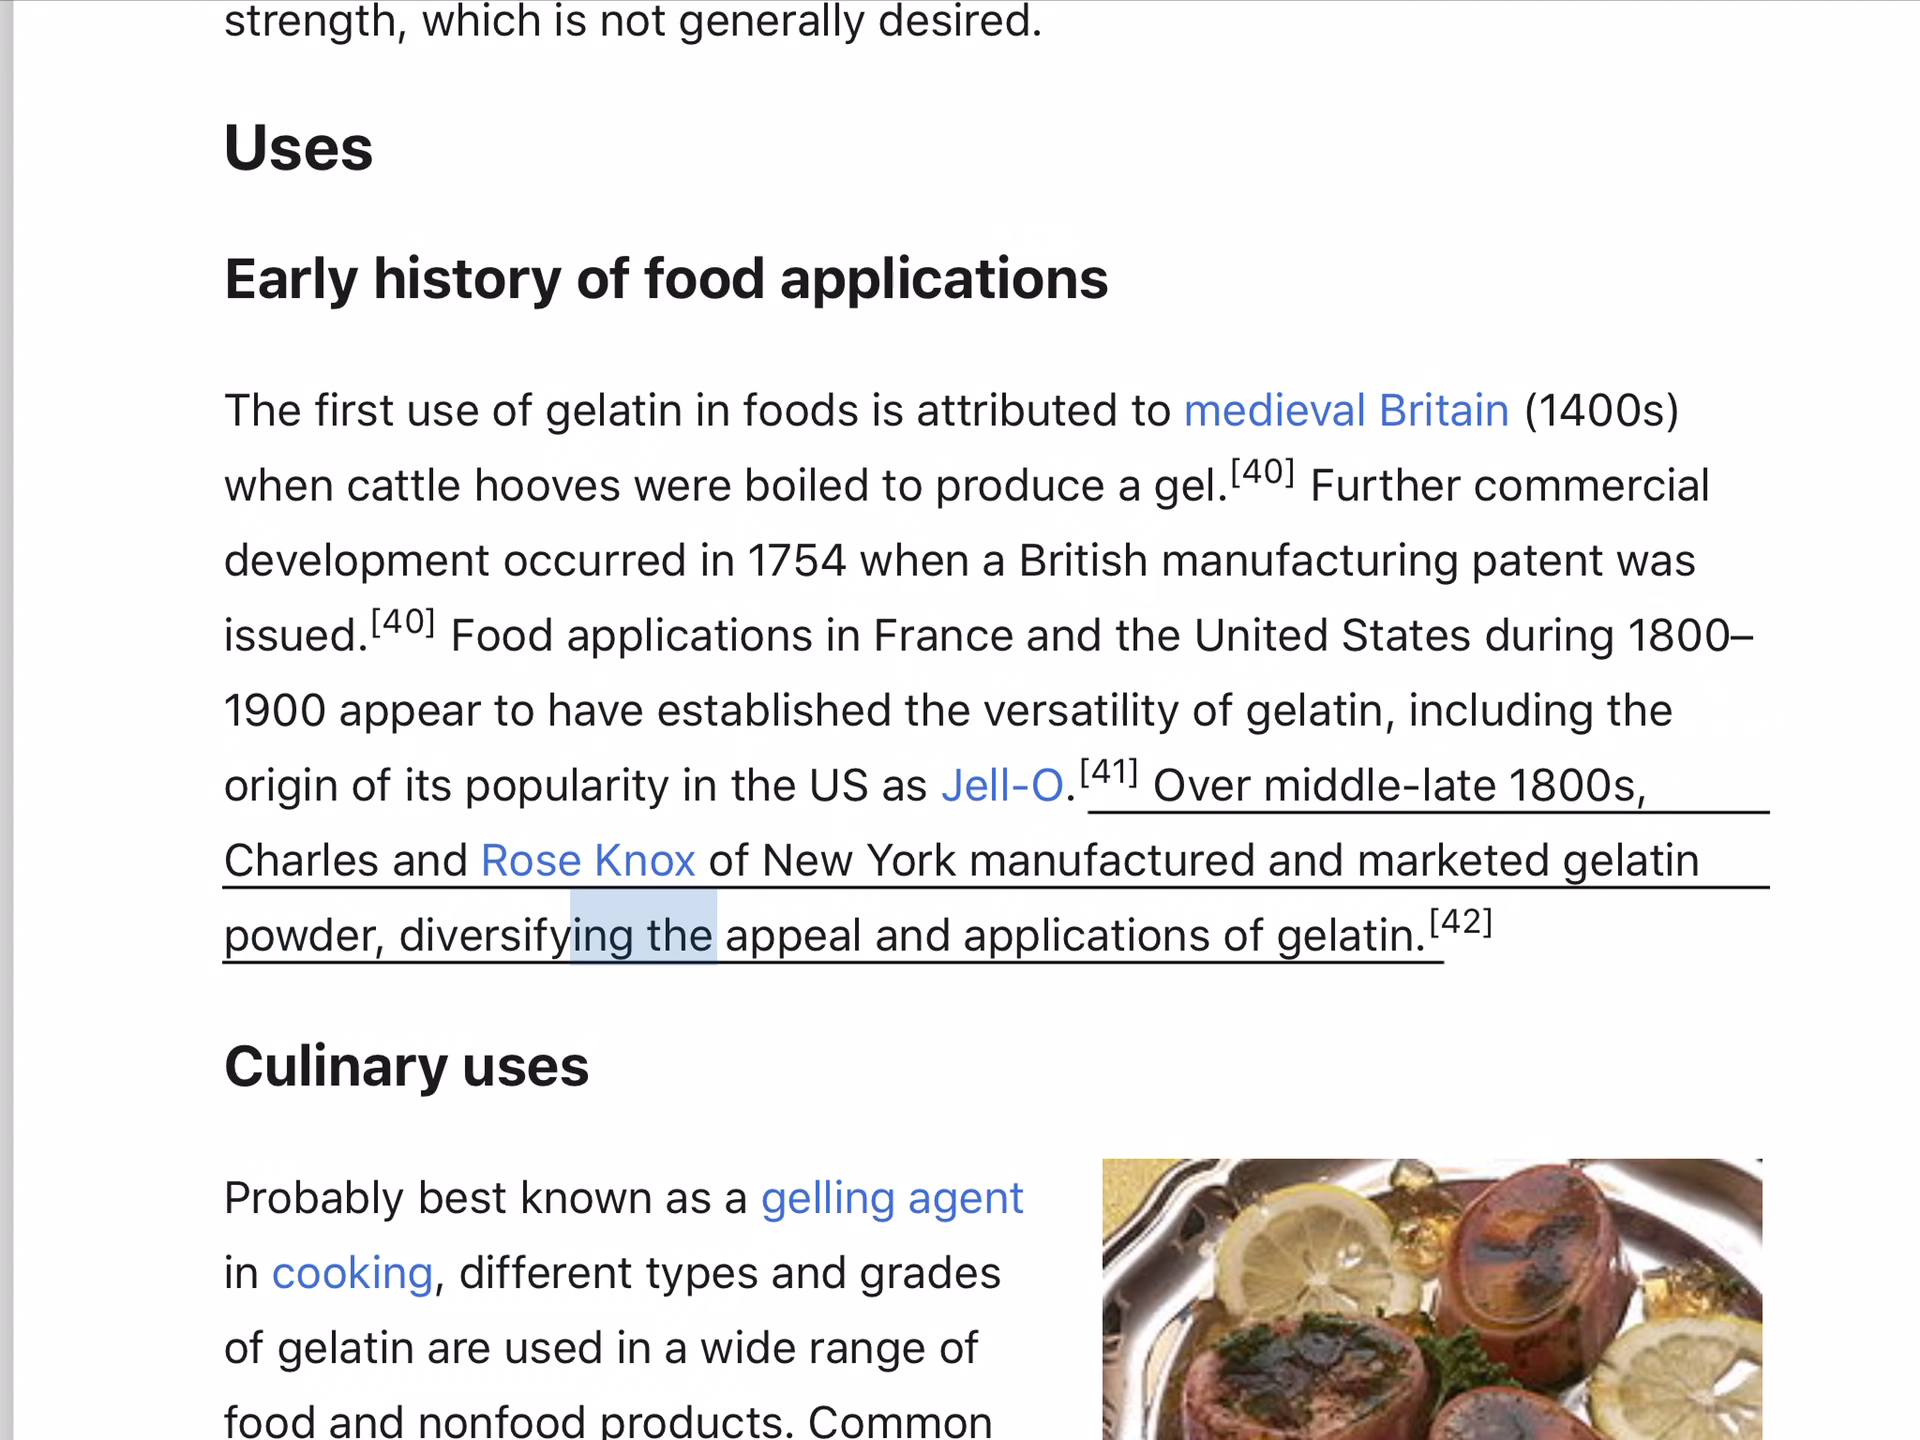 strength, which is not generally desired.
Uses
Early history of food applications
The first use of gelatin in foods is attributed to medieval Britain (1400s)
when cattle hooves were boiled to produce a gel.[40] Further commercial
development occurred in 1754 when a British manufacturing patent was
issued.[40] Food applications in France and the United States during 1800–
1900 appear to have established the versatility of gelatin, including the
origin of its popularity in the US as Jell-O.[41] Over middle-late 1800s,
Charles and Rose Knox of New York manufactured and marketed gelatin
powder, diversifying the appeal and applications of gelatin.[42]
Culinary uses
Probably best known as a gelling agent
in cooking, different types and grades
of gelatin are used in a wide range of
food and nonfood products. Common